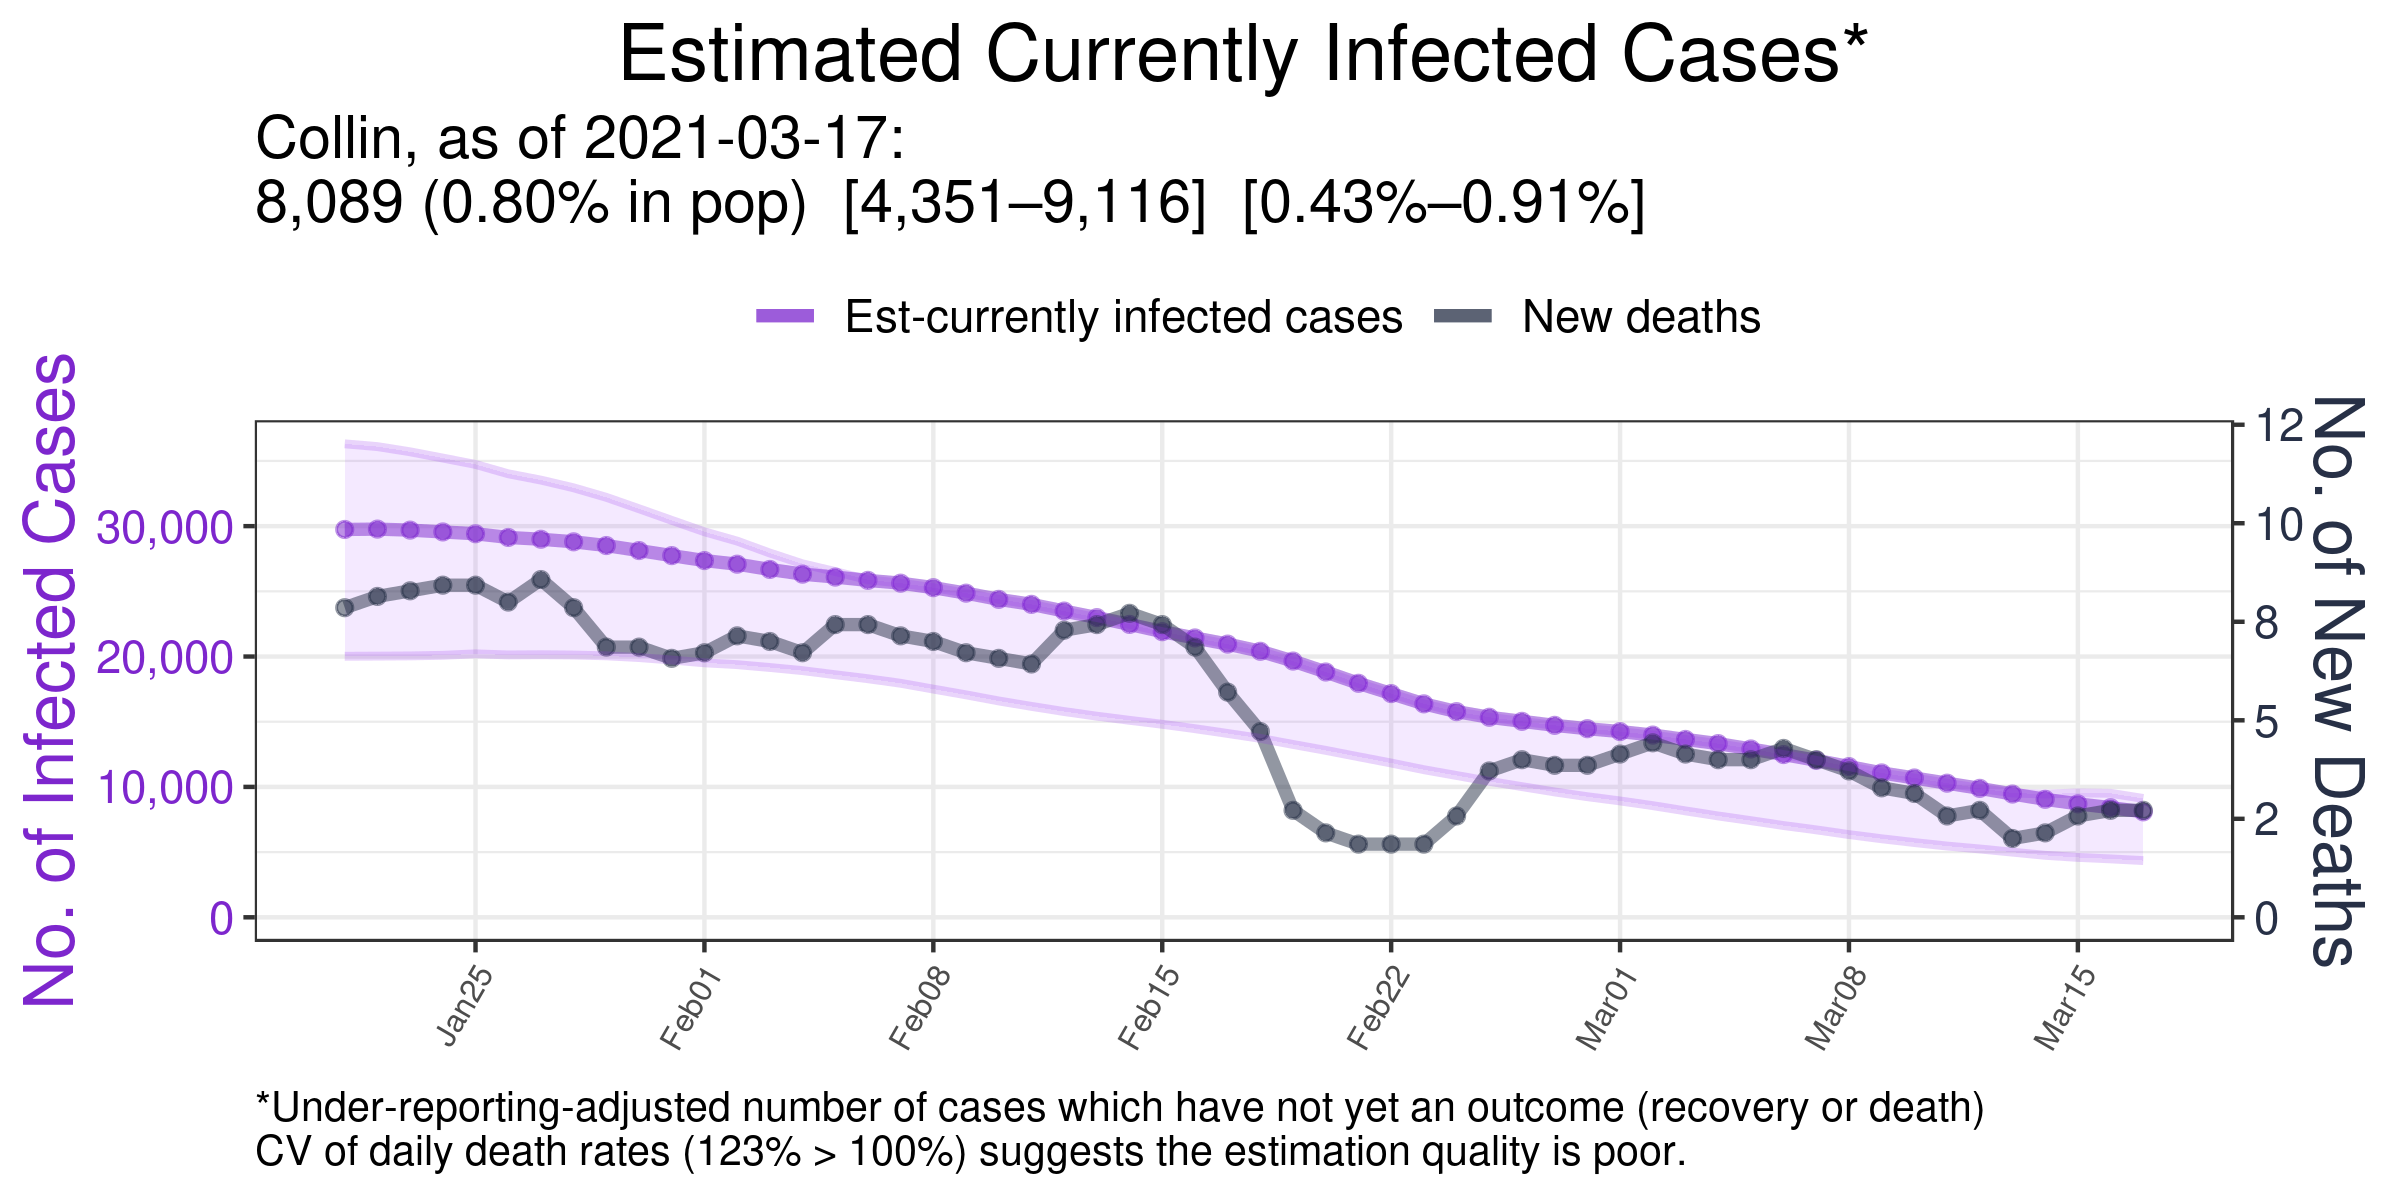 Estimated Currently Infected Cases*
Collin, as of 2021-03-17:
8,089 (0.80% in pop)  [4,351–9,116]  [0.43%–0.91%]
Est-currently infected cases
New deaths
No. of Infected Cases
30,000
20,000
10,000
0
12
10
8
5
2
0
No. of New Deaths
Jan25
Feb01
Feb08
Feb15
Feb22
Mar01
Mar08
Mar15
*Under-reporting-adjusted number of cases which have not yet an outcome (recovery or death)
CV of daily death rates (123% > 100%) suggests the estimation quality is poor.